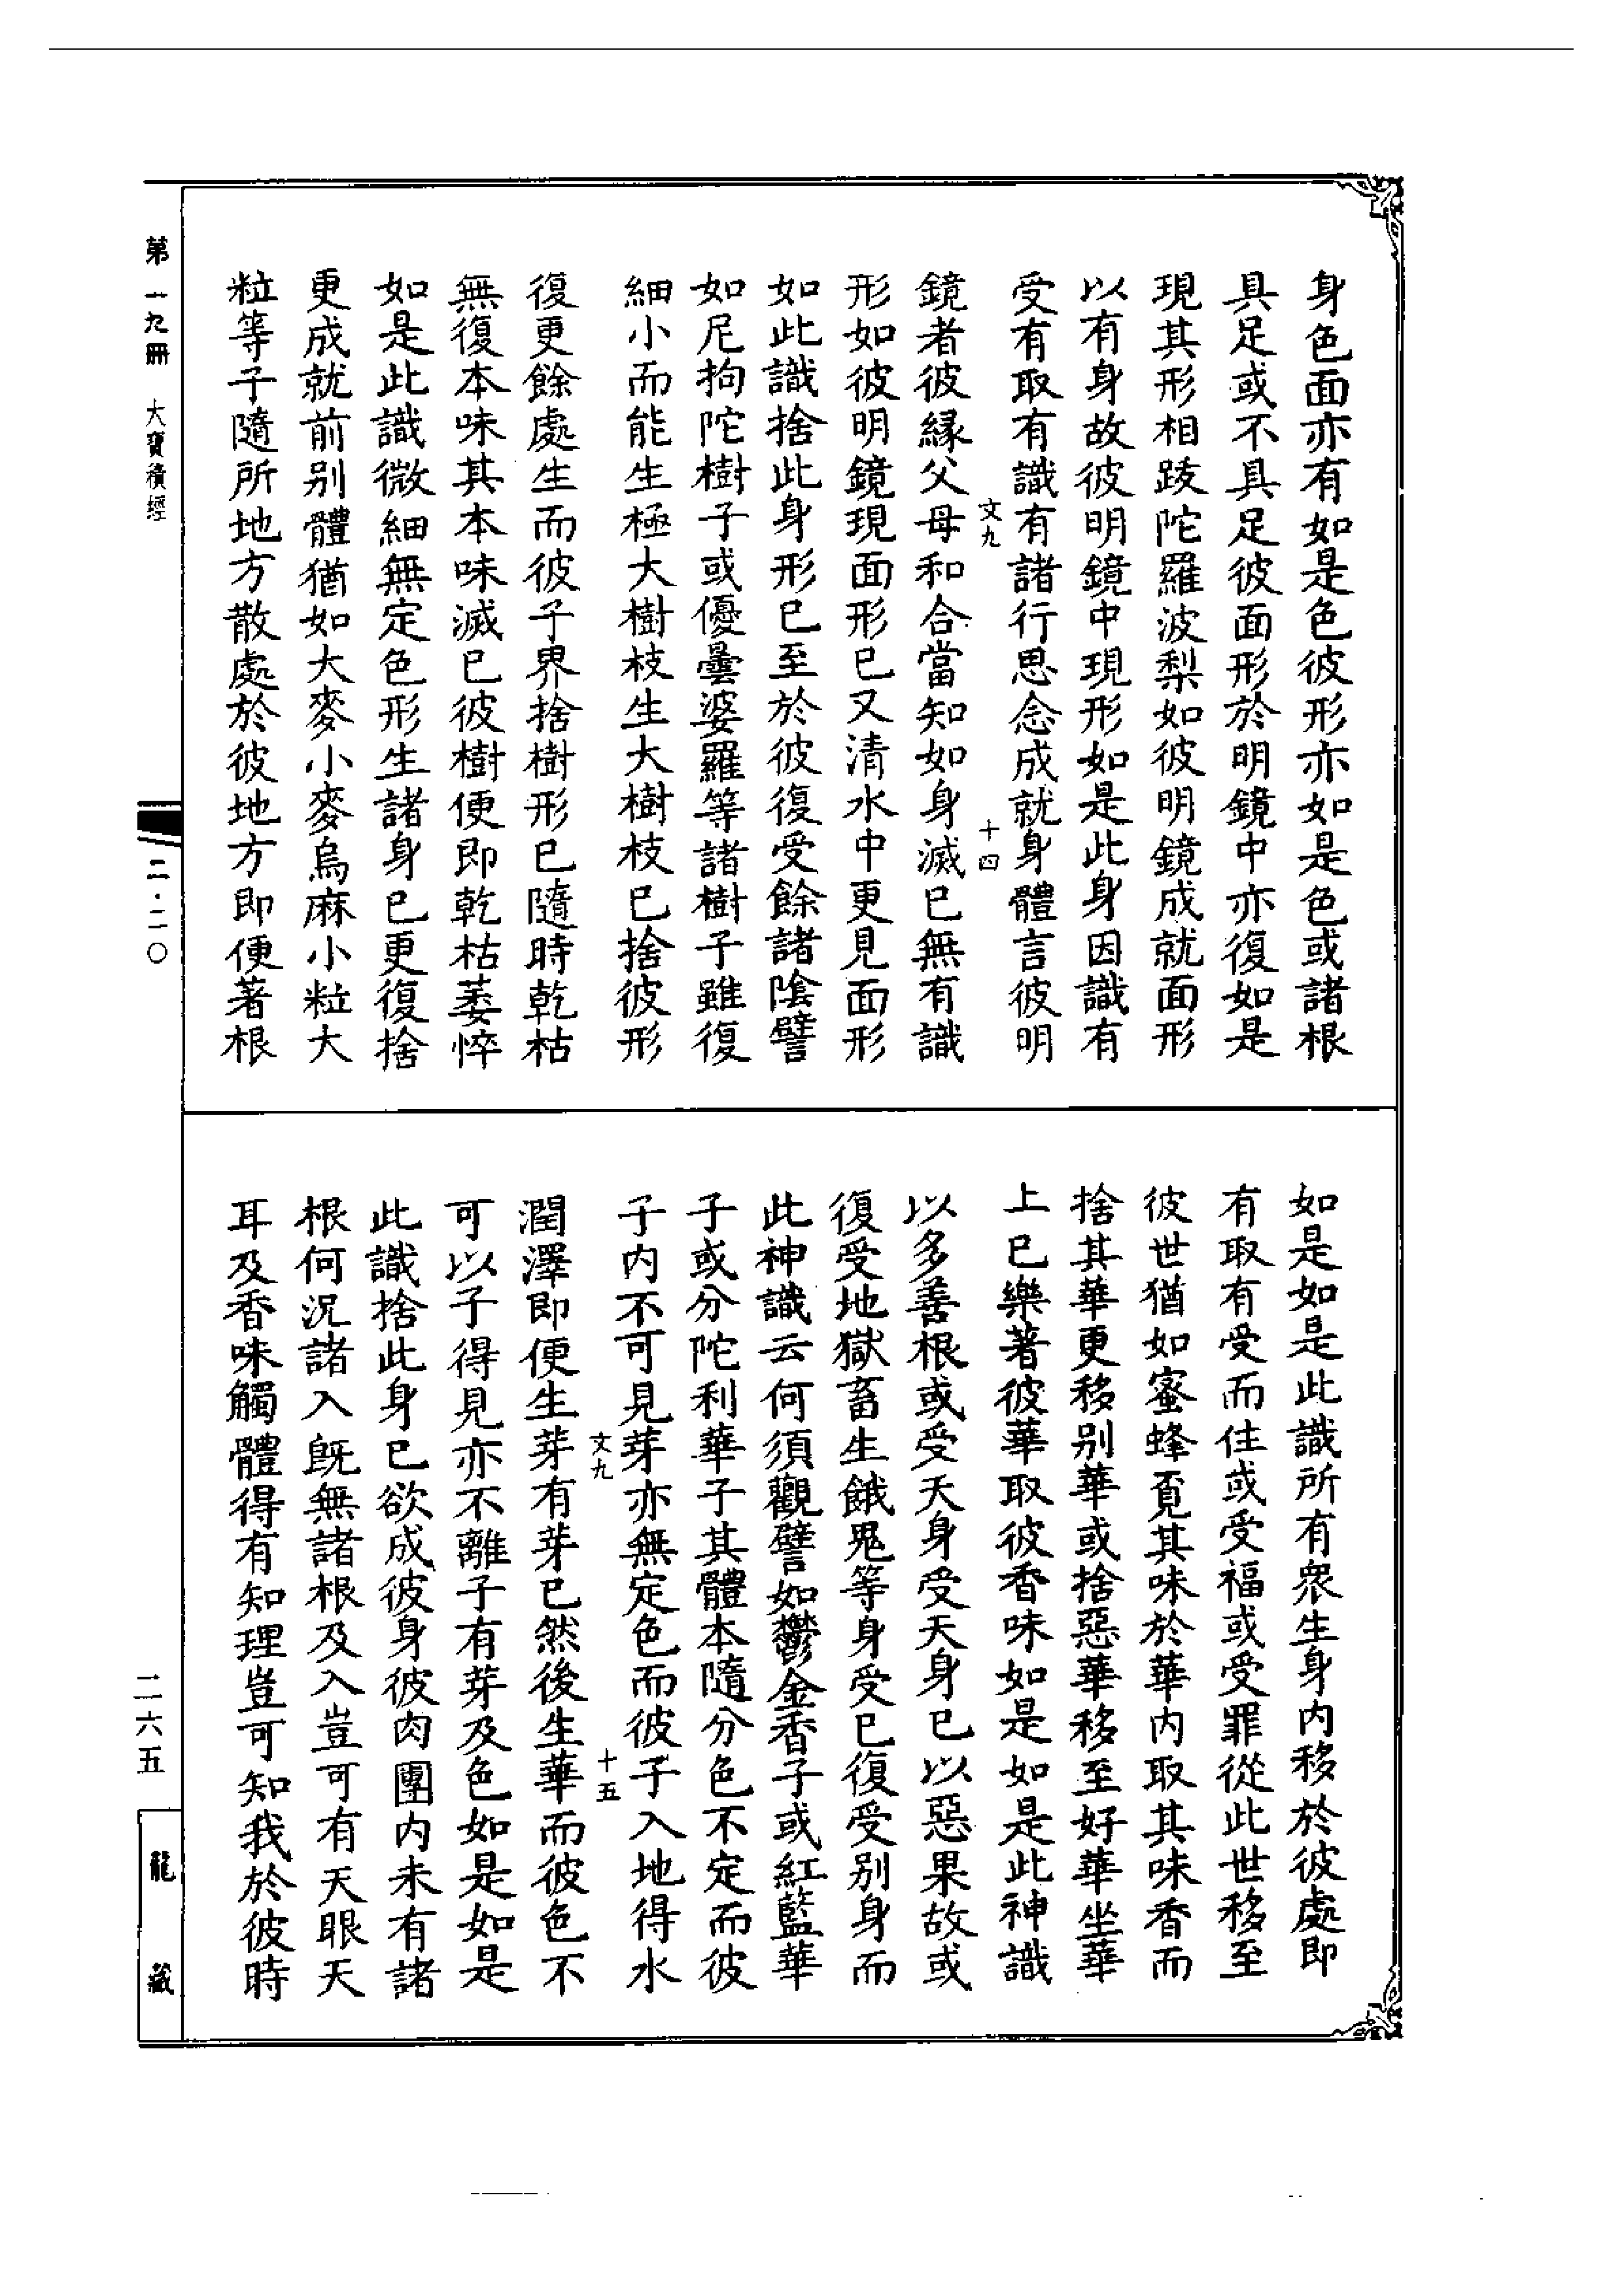 身色面亦有如是色彼形亦如是色或諸根
具足或不具足彼面形於明鏡中亦復如是
現其形相跋陀羅波梨如彼明鏡成就面形
以有身故彼明鏡中現形如是此身因識有
受有取有識有諸行思念成就身體言彼明
文九
十四
鏡者彼緣父母和合當知如身滅已無有識
形如彼明鏡現面形已又清水中更見面形
如此識捨此身形已至於彼復受餘諸陰譬
如尼拘陀樹子或優曇婆羅等諸樹子雖復
細小而能生極大樹枝生大樹枝已捨彼形
復更餘處生而彼子界捨樹形已隨時乾枯
無復本味其本味滅已彼樹便即乾枯萎悴
如是此識微細無定色形生諸身已更復捨
更成就前別體猶如大麥小麥烏麻小粒大
粒等子隨所地方散處於彼地方即便著根
如是如是此識所有眾生身內移於彼處即
有取有受而住或受福或受罪從此世移至
彼世猶如蜜蜂覓其味於華內取其味香而
捨其華更移別華或捨惡華移至好華坐華
上已樂著彼華取彼香味如是如是此神識
以多善根或受天身受天身已以惡果故或
復受地獄畜生餓鬼等身受已復受別身而
此神識云何須觀譬如鬱金香子或紅藍華
子或分陀利華子其體本隨分色不定而彼
子內不可見芽亦無定色而彼子入地得水
文九
十五
潤澤即便生芽有芽已然後生華而彼色不
可以子得見亦不離子有芽及色如是如是
此識捨此身已欲成彼身彼肉團內未有諸
根何況諸入既無諸根及入豈可有天眼天
耳及香味觸體得有知理豈可知我於彼時
第一九冊 大寶積經
二·二〇
二六五
龍藏